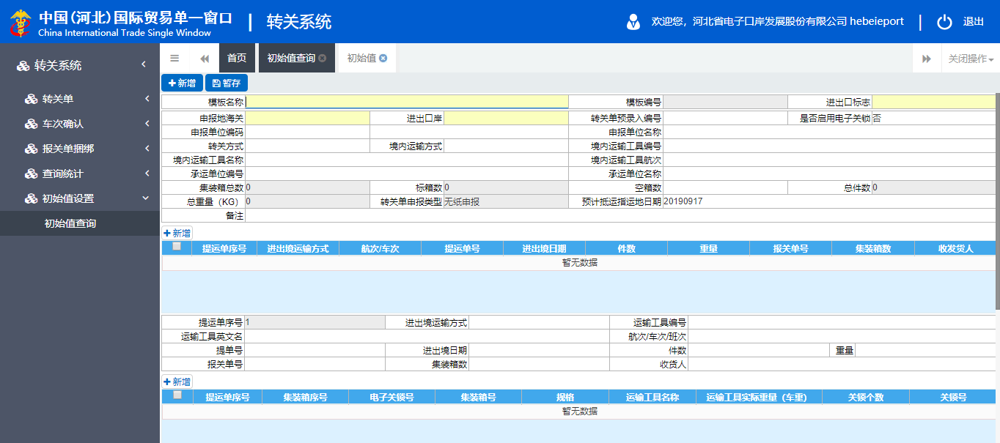 中国(河北)国际贸易单一窗口 | 转关系统
China International Trade Single Window
欢迎您，河北省电子口岸发展股份有限公司 hebeieport | 退出
转关系统
转关单
车次确认
报关单捆绑
查询统计
初始值设置
初始值查询
首页 初始值查询 初始值 关闭操作
新增 暂存
模板名称 模板编号 进出口标志
申报地海关 进出口岸 转关单预录入编号 是否启用电子关锁 否
申报单位编码 申报单位名称
转关方式 境内运输方式 境内运输工具编号
境内运输工具名称 境内运输工具航次
承运单位编号 承运单位名称
集装箱总数 0 标箱数 0 空箱数 总件数 0
总重量（KG） 0 转关单申报类型 无纸申报 预计抵运指运地日期 20190917
备注
新增
提运单序号 进出境运输方式 航次/车次 提运单号 进出境日期 件数 重量 报关单号 集装箱数 收发货人
暂无数据
提运单序号 1 进出境运输方式 运输工具编号
运输工具英文名 航次/车次/班次
提单号 进出境日期 件数 重量
报关单号 集装箱数 收货人
新增
提运单序号 集装箱序号 电子关锁号 集装箱号 规格 运输工具名称 运输工具实际重量（车重） 关锁个数 关锁号
暂无数据